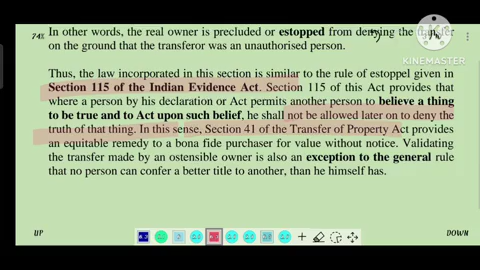 74%
In other words, the real owner is precluded or estopped from denying the transfer
on the ground that the transferor was an unauthorised person.
KINEMASTER
Thus, the law incorporated in this section is similar to the rule of estoppel given in
Section 115 of the Indian Evidence Act. Section 115 of this Act provides that
where a person by his declaration or Act permits another person to believe a thing
to be true and to Act upon such belief, he shall not be allowed later on to deny the
truth of that thing. In this sense, Section 41 of the Transfer of Property Act provides
an equitable remedy to a bona fide purchaser for value without notice. Validating
the transfer made by an ostensible owner is also an exception to the general rule
that no person can confer a better title to another, than he himself has.
UP
DOWN